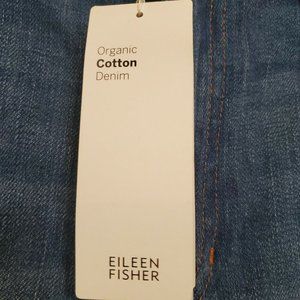 Organic
Cotton
Denim
EILEEN
FISHER